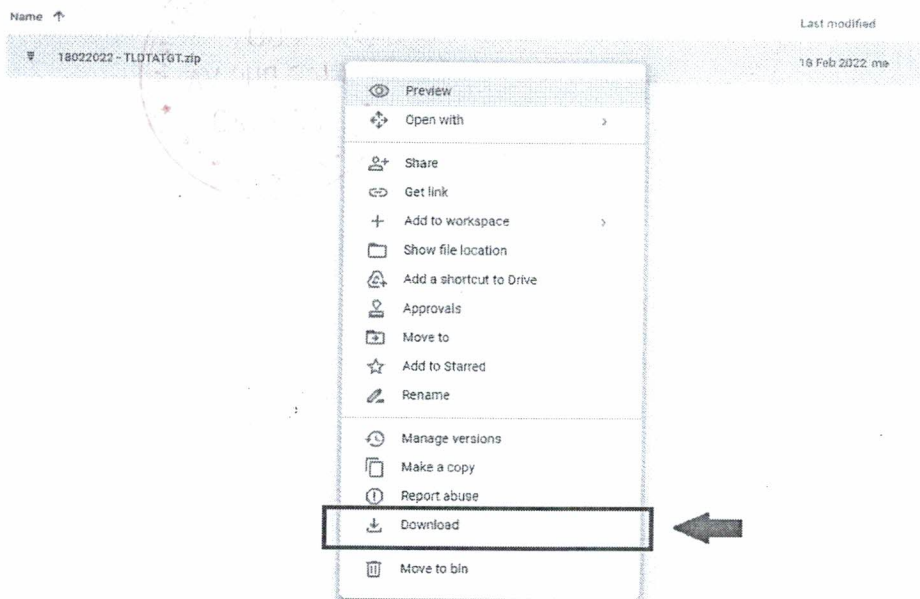 Name
Last modified
18022022 - TLDTATGT.zip
18 Feb 2022 me
Preview
Open with
Share
Get link
Add to workspace
Show file location
Add a shortcut to Drive
Approvals
Move to
Add to Starred
Rename
Manage versions
Make a copy
Report abuse
Download
Move to bin